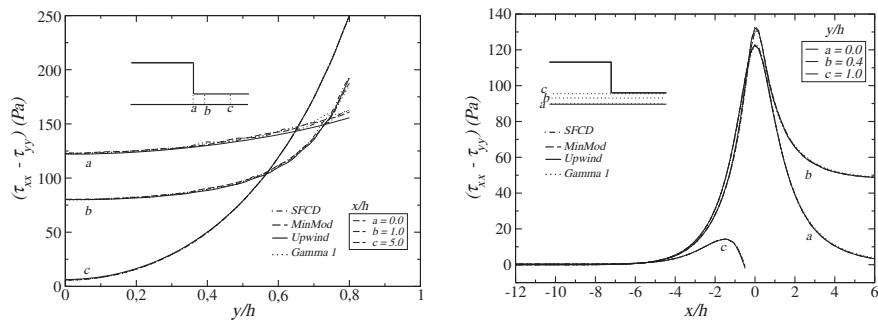 250
200
150
100
50
0
0
0,2
0,4
0,6
0,8
1
y/h
(τxx - τyy) (Pa)
a b c
a
b
c
SFCD
MinMod
Upwind
Gamma 1
x/h
a = 0.0
b = 1.0
c = 5.0
140
120
100
80
60
40
20
0
-12
-10
-8
-6
-4
-2
0
2
4
6
x/h
(τxx - τyy) (Pa)
c
b
a
SFCD
MinMod
Upwind
Gamma 1
y/h
a = 0.0
b = 0.4
c = 1.0
b
a
c